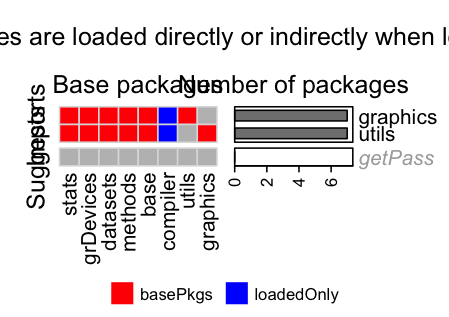 es are loaded directly or indirectly when l
Base packages
Number of packages
Imports
Suggests
graphics
utils
getPass
stats
grDevices
datasets
methods
base
compiler
utils
graphics
0 2 4 6
basePkgs
loadedOnly